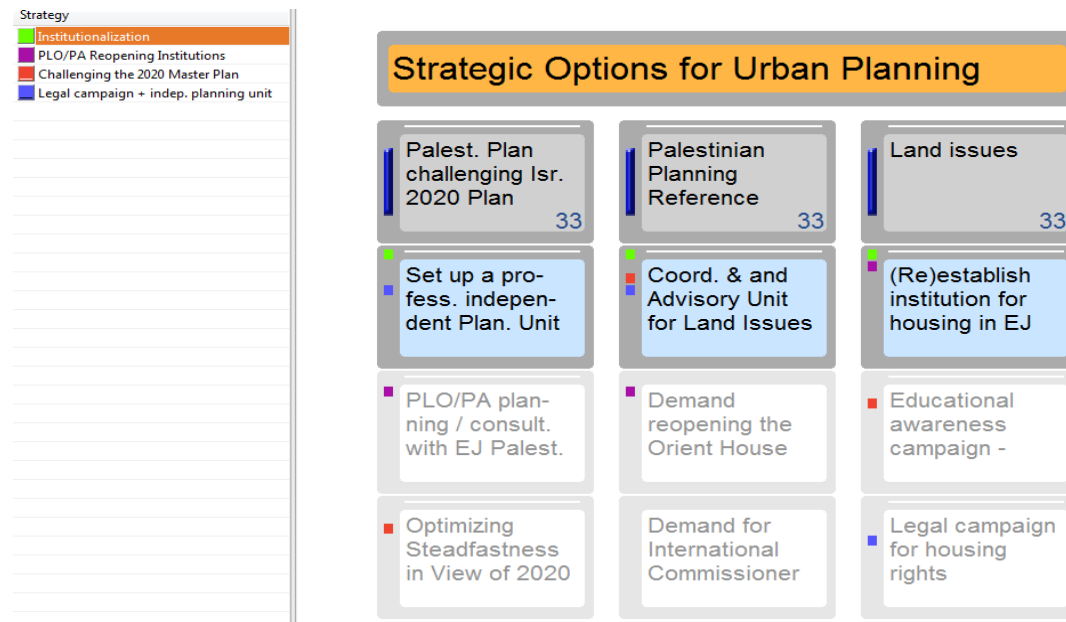 Strategy
Institutionalization
PLO/PA Reopening Institutions
Challenging the 2020 Master Plan
Legal campaign + indep. planning unit
Strategic Options for Urban Planning
Palest. Plan
challenging Isr.
2020 Plan
33
Palestinian
Planning
Reference
33
Land issues
33
Set up a pro-
fess. indepen-
dent Plan. Unit
Coord. & and
Advisory Unit
for Land Issues
(Re)establish
institution for
housing in EJ
PLO/PA plan-
ning / consult.
with EJ Palest.
Demand
reopening the
Orient House
Educational
awareness
campaign -
Optimizing
Steadfastness
in View of 2020
Demand for
International
Commissioner
Legal campaign
for housing
rights